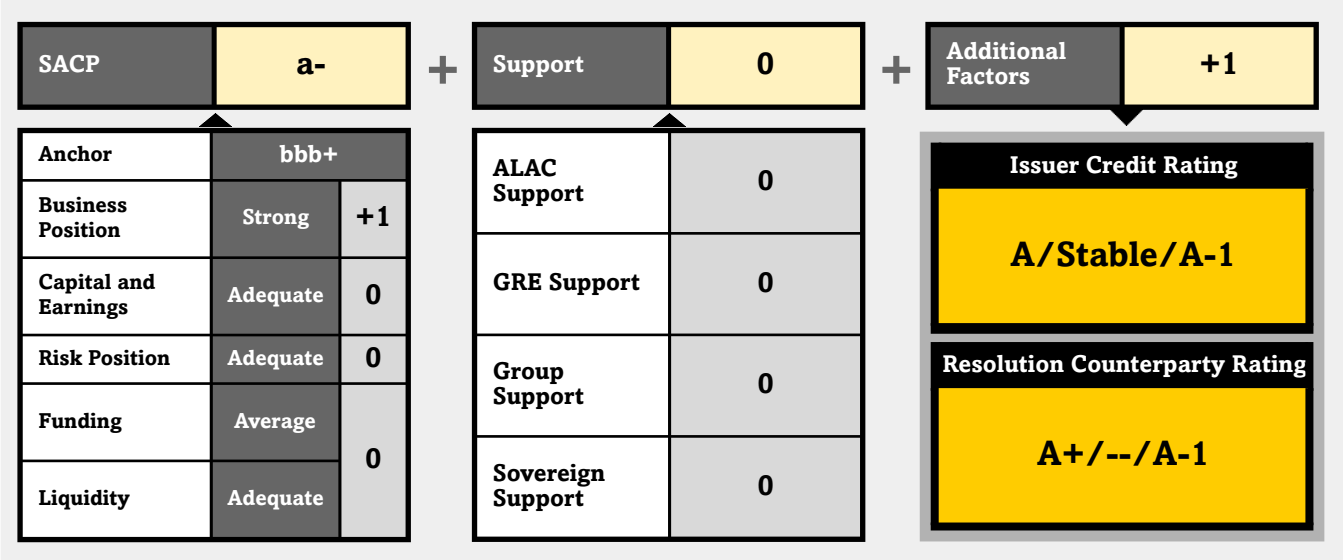 SACP
a-
+
Support
0
+
Additional
Factors
+1
Anchor
bbb+
Business
Position
Strong
+1
Capital and
Earnings
Adequate
0
Risk Position
Adequate
0
Funding
Average
0
Liquidity
Adequate
ALAC
Support
0
GRE Support
0
Group
Support
0
Sovereign
Support
0
Issuer Credit Rating
A/Stable/A-1
Resolution Counterparty Rating
A+/--/A-1